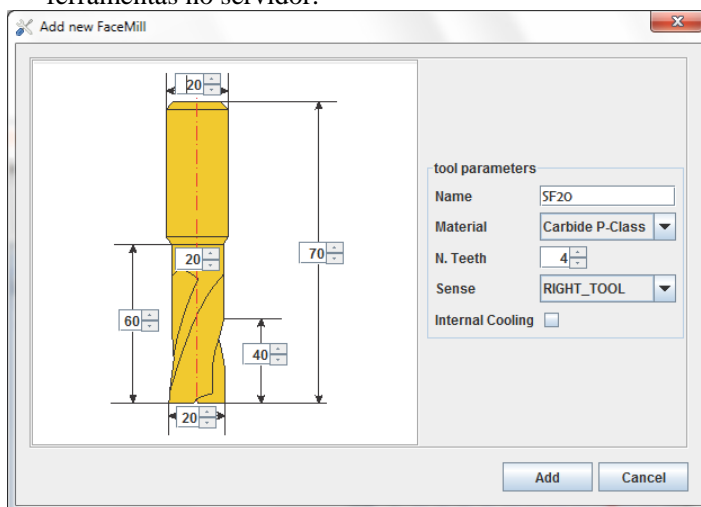 ferramentas no servidor.
Add new FaceMill
20
tool parameters
Name SF20
Material Carbide P-Class
70
20
N. Teeth 4
Sense RIGHT_TOOL
60
Internal Cooling
40
20
Add Cancel